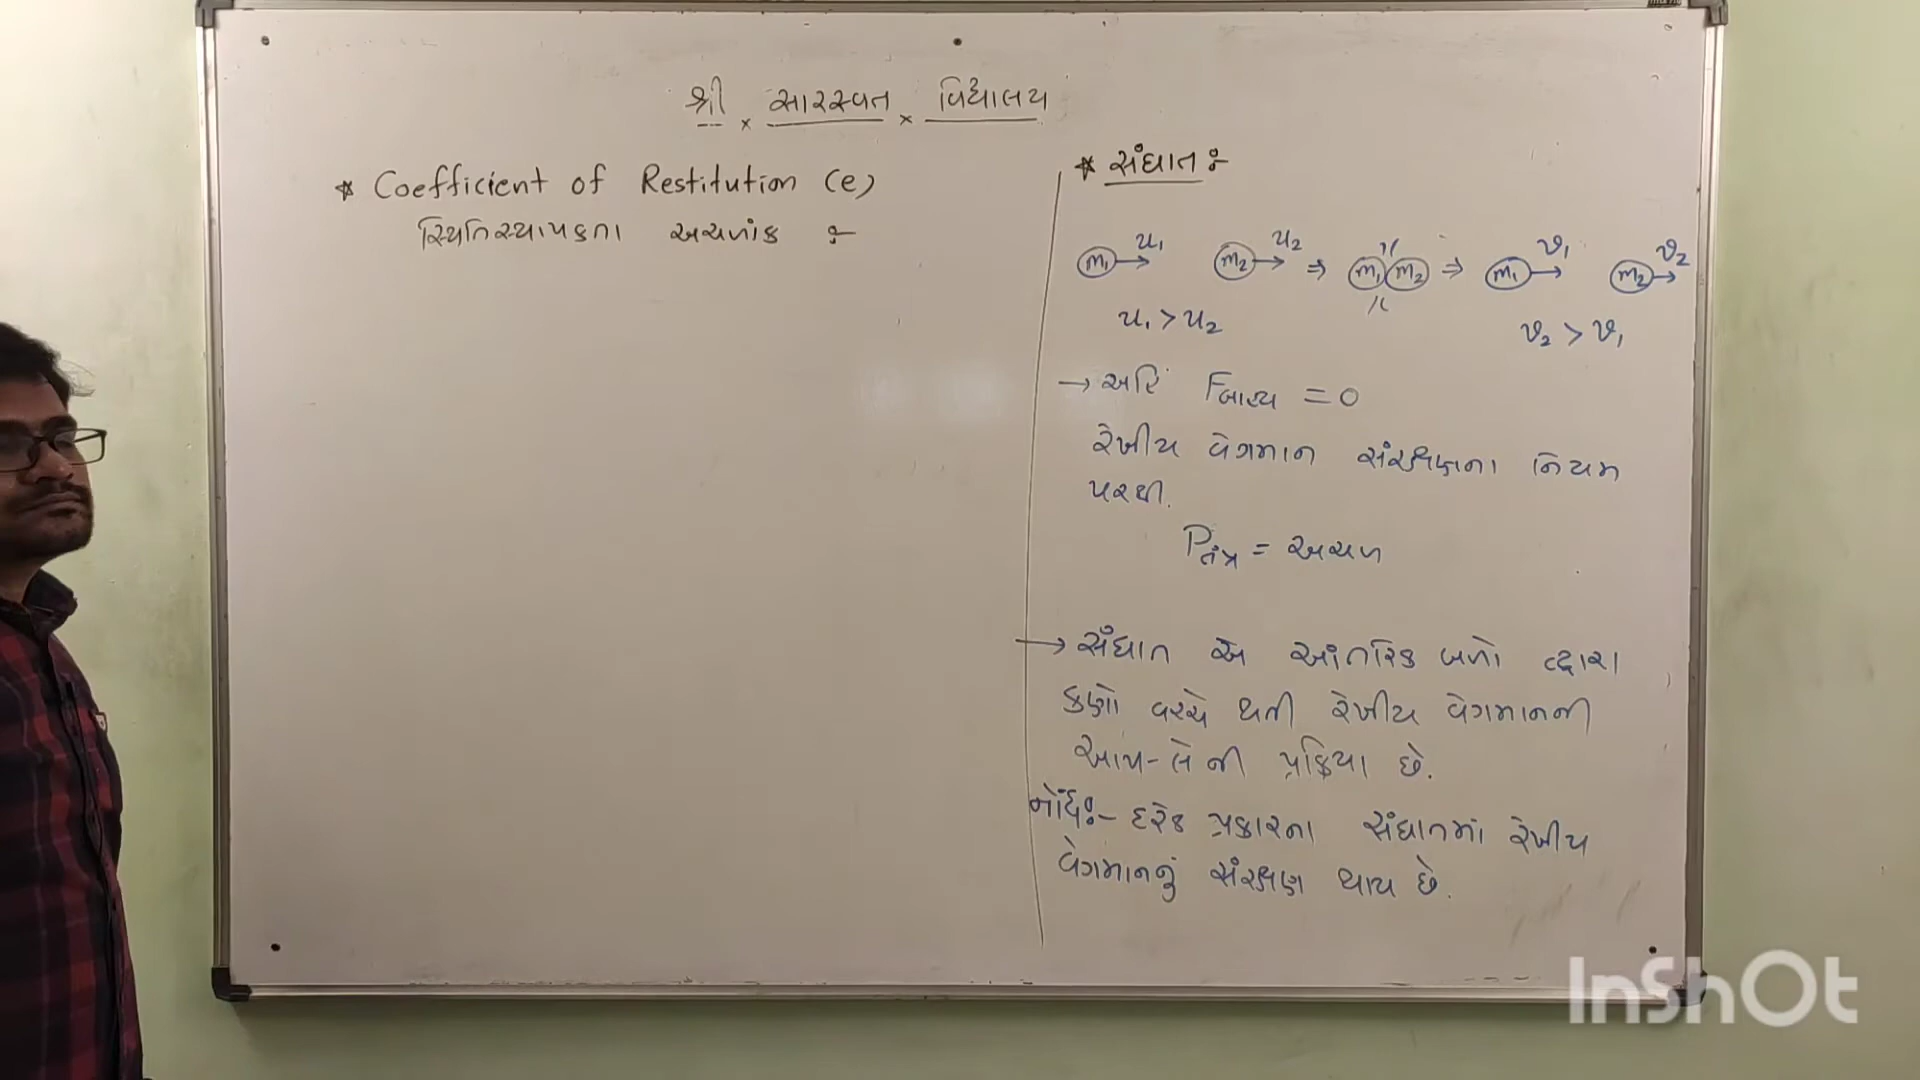 શ્રી × સારસ્વત × વિદ્યાલય
* Coefficient of Restitution (e)
સ્થિતિસ્થાપકતા અચળાંક :-
* સંઘાત :-
m₁ → u₁ m₂ → u₂ ⇒ m₁ m₂ ⇒ m₁ → v₁ m₂ → v₂
u₁ > u₂ v₂ > v₁
→ અહિં Fબાહ્ય = 0
રેખીય વેગમાન સંરક્ષણના નિયમ
પરથી.
Pતંત્ર = અચળ
→ સંઘાત એ આંતરિક બળો દ્વારા
કણો વચ્ચે થતી રેખીય વેગમાનની
આપ-લે ની પ્રક્રિયા છે.
નોંધઃ- દરેક પ્રકારના સંઘાતમાં રેખીય
વેગમાનનું સંરક્ષણ થાય છે.
InShOt